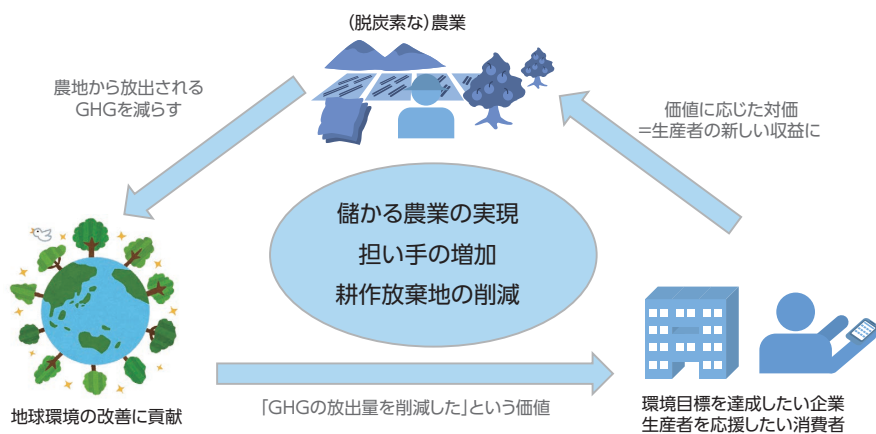 (脱炭素な)農業
農地から放出される
GHGを減らす
価値に応じた対価
=生産者の新しい収益に
儲かる農業の実現
担い手の増加
耕作放棄地の削減
地球環境の改善に貢献
「GHGの放出量を削減した」という価値
環境目標を達成したい企業
生産者を応援したい消費者